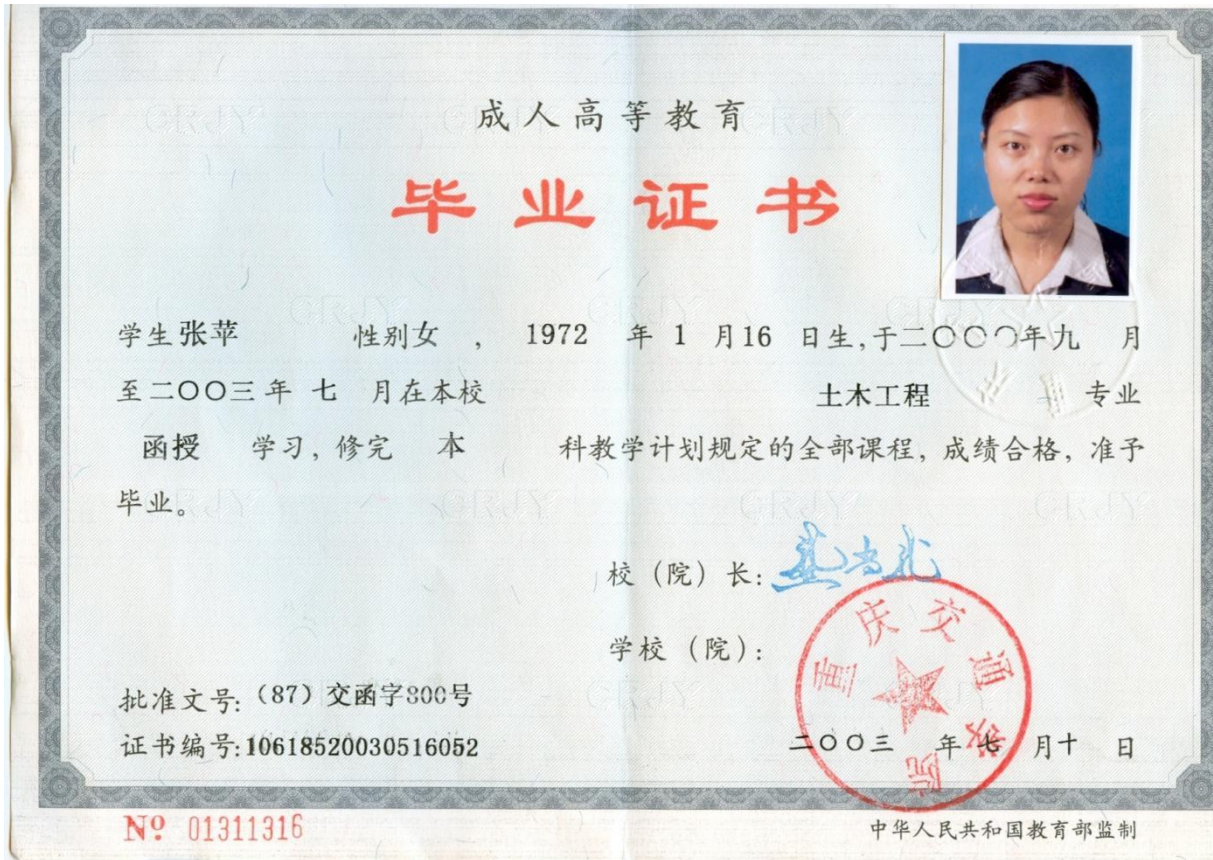 成人高等教育
毕业证书
学生 张苹 性别 女 , 1972 年 1 月 16 日生,于二〇〇〇年九 月
至二〇〇三年 七 月在本校 土木工程 专业
函授 学习, 修完 本 科教学计划规定的全部课程, 成绩合格, 准予
毕业。
校(院)长:
学校(院):
重庆交通学院
批准文号:(87)交函字800号
证书编号:10618520030516052
二〇〇三 年 七 月十 日
№ 01311316
中华人民共和国教育部监制